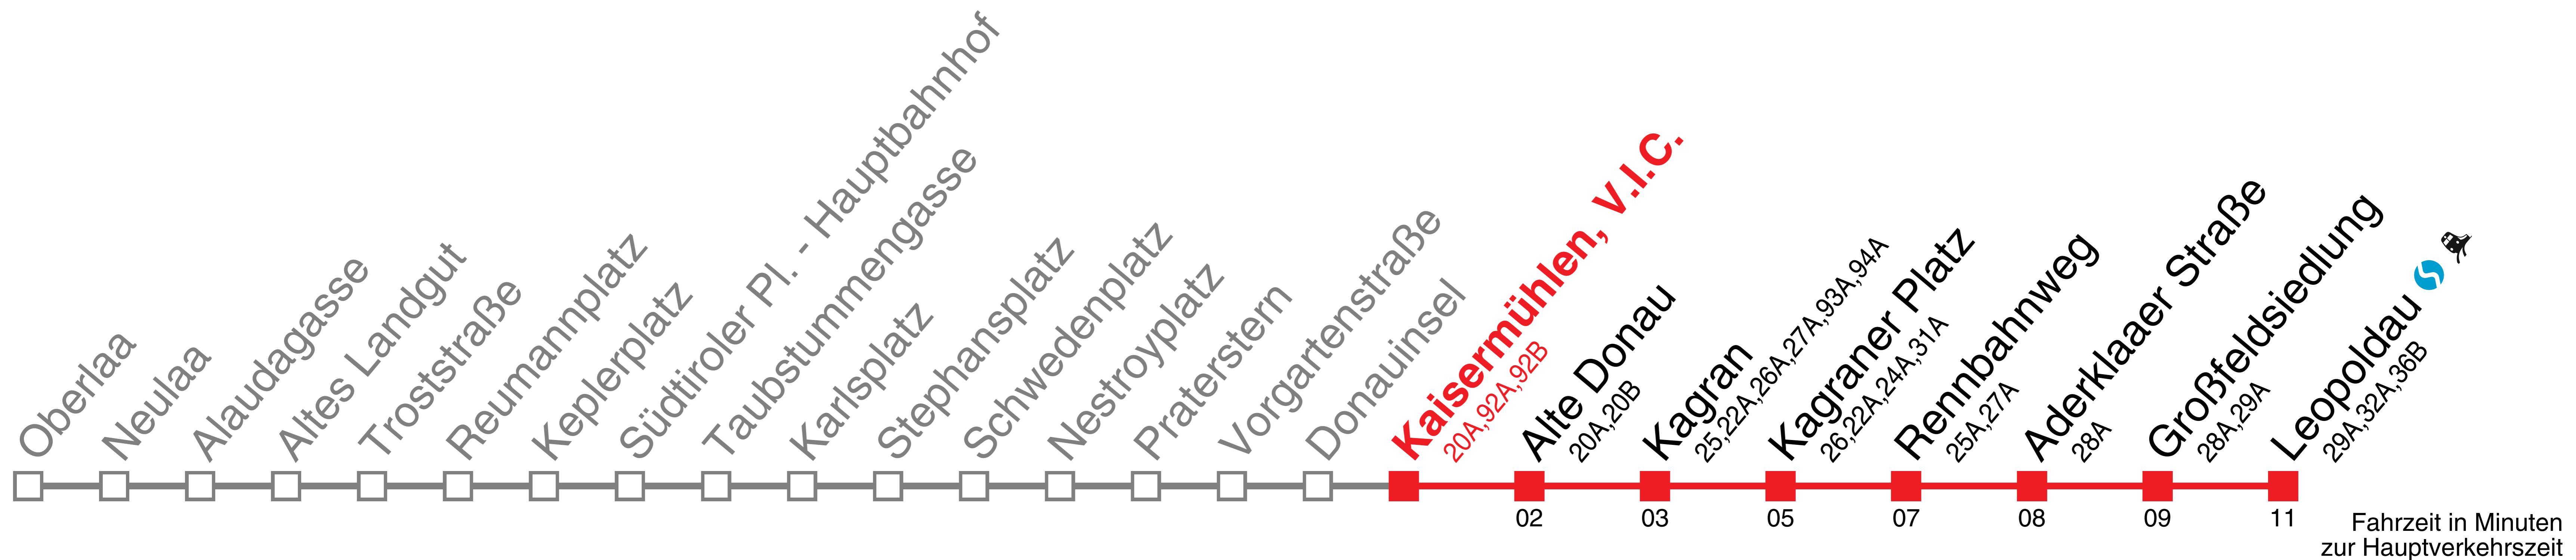 Oberlaa
Neulaa
Alaudagasse
Altes Landgut
Troststraße
Reumannplatz
Keplerplatz
Südtiroler Pl. - Hauptbahnhof
Taubstummengasse
Karlsplatz
Stephansplatz
Schwedenplatz
Nestroyplatz
Praterstern
Vorgartenstraße
Donauinsel
Kaisermühlen, V.I.C.
20A,92A,92B
Alte Donau
20A,20B
02
Kagran
25,22A,26A,27A,93A,94A
03
Kagraner Platz
26,22A,24A,31A
05
Rennbahnweg
25A,27A
07
Aderklaaer Straße
28A
08
Großfeldsiedlung
28A,29A
09
Leopoldau
29A,32A,36B
11
Fahrzeit in Minuten
zur Hauptverkehrszeit